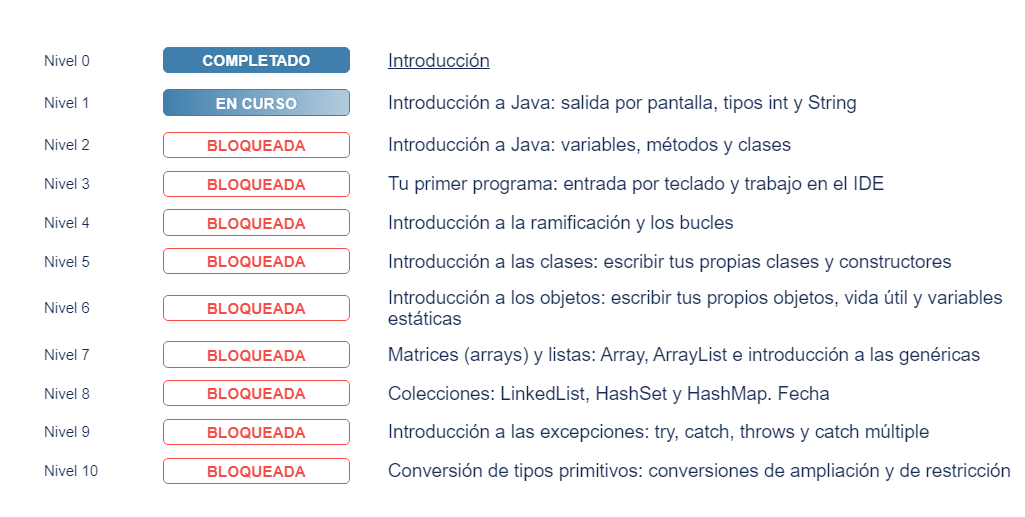 Nivel 0 COMPLETADO Introducción
Nivel 1 EN CURSO Introducción a Java: salida por pantalla, tipos int y String
Nivel 2 BLOQUEADA Introducción a Java: variables, métodos y clases
Nivel 3 BLOQUEADA Tu primer programa: entrada por teclado y trabajo en el IDE
Nivel 4 BLOQUEADA Introducción a la ramificación y los bucles
Nivel 5 BLOQUEADA Introducción a las clases: escribir tus propias clases y constructores
Nivel 6 BLOQUEADA Introducción a los objetos: escribir tus propios objetos, vida útil y variables
estáticas
Nivel 7 BLOQUEADA Matrices (arrays) y listas: Array, ArrayList e introducción a las genéricas
Nivel 8 BLOQUEADA Colecciones: LinkedList, HashSet y HashMap. Fecha
Nivel 9 BLOQUEADA Introducción a las excepciones: try, catch, throws y catch múltiple
Nivel 10 BLOQUEADA Conversión de tipos primitivos: conversiones de ampliación y de restricción